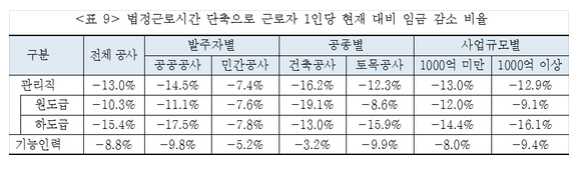 <표 9> 법정근로시간 단축으로 근로자 1인당 현재 대비 임금 감소 비율
구분 전체 공사 발주자별 공종별 사업규모별
공공공사 민간공사 건축공사 토목공사 1000억 미만 1000억 이상
관리직 -13.0% -14.5% -7.4% -16.2% -12.3% -13.0% -12.9%
원도급 -10.3% -11.1% -7.6% -19.1% -8.6% -12.0% -9.1%
하도급 -15.4% -17.5% -7.8% -13.0% -15.9% -14.4% -16.1%
기능인력 -8.8% -9.8% -5.2% -3.2% -9.9% -8.0% -9.4%